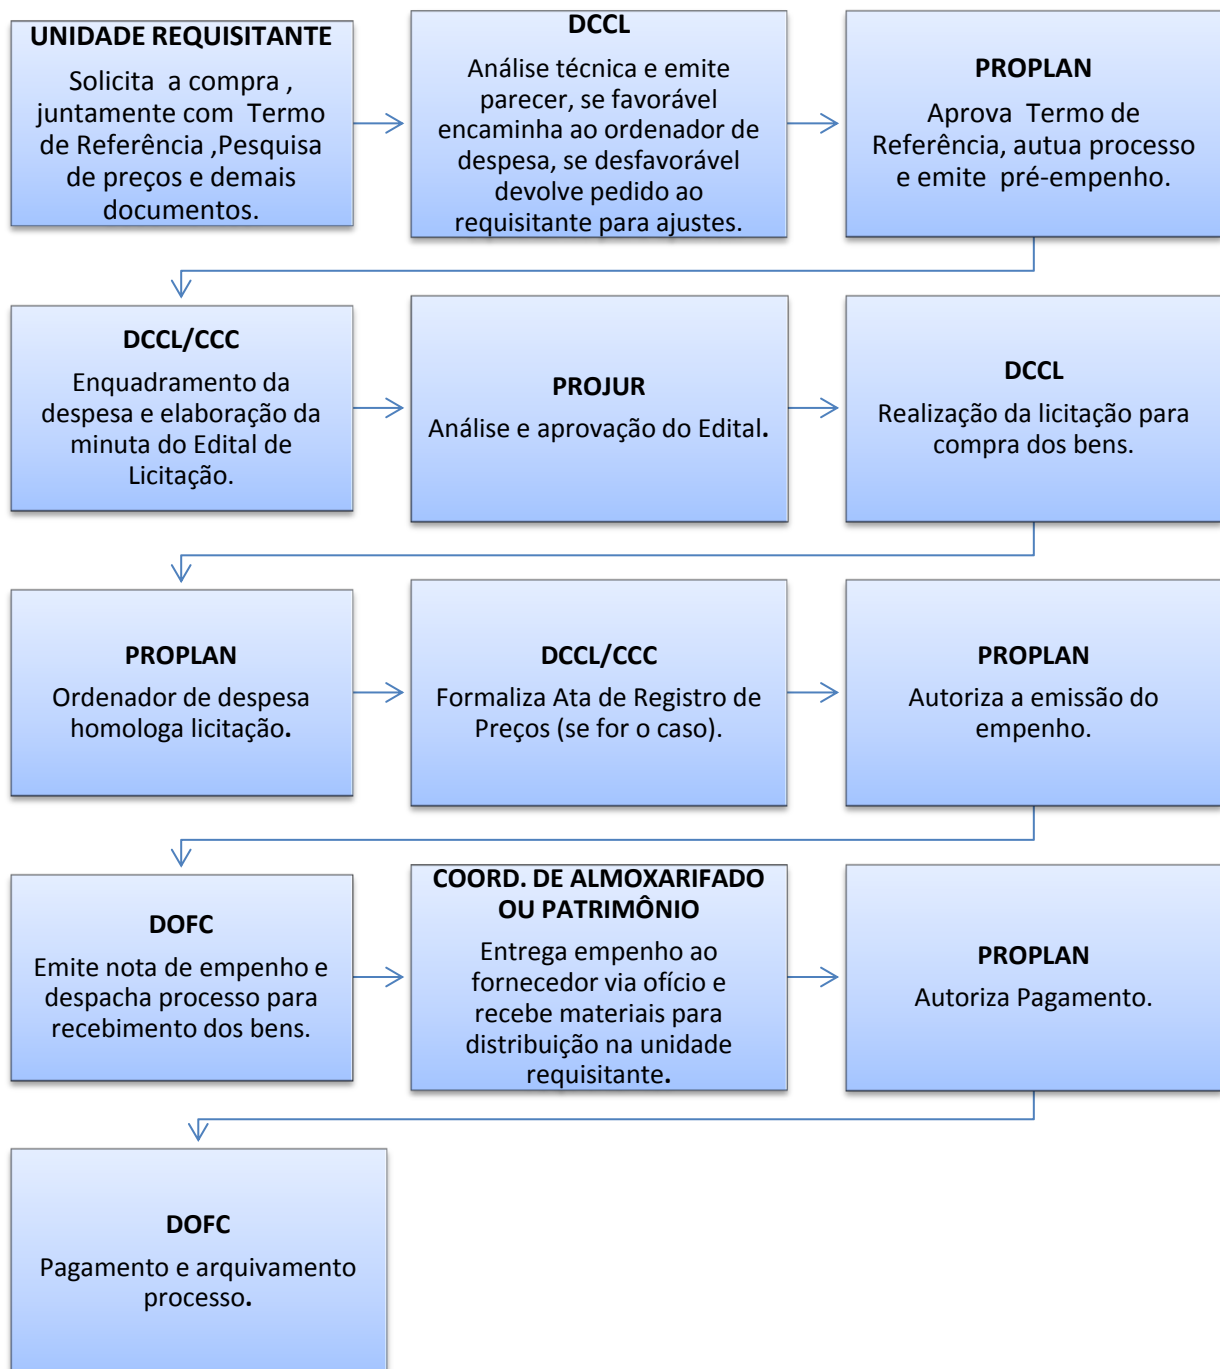 UNIDADE REQUISITANTE
Solicita a compra ,
juntamente com Termo
de Referência ,Pesquisa
de preços e demais
documentos.
DCCL
Análise técnica e emite
parecer, se favorável
encaminha ao ordenador de
despesa, se desfavorável
devolve pedido ao
requisitante para ajustes.
PROPLAN
Aprova Termo de
Referência, autua processo
e emite pré-empenho.
DCCL/CCC
Enquadramento da
despesa e elaboração da
minuta do Edital de
Licitação.
PROJUR
Análise e aprovação do Edital.
DCCL
Realização da licitação para
compra dos bens.
PROPLAN
Ordenador de despesa
homologa licitação.
DCCL/CCC
Formaliza Ata de Registro de
Preços (se for o caso).
PROPLAN
Autoriza a emissão do
empenho.
DOFC
Emite nota de empenho e
despacha processo para
recebimento dos bens.
COORD. DE ALMOXARIFADO
OU PATRIMÔNIO
Entrega empenho ao
fornecedor via ofício e
recebe materiais para
distribuição na unidade
requisitante.
PROPLAN
Autoriza Pagamento.
DOFC
Pagamento e arquivamento
processo.